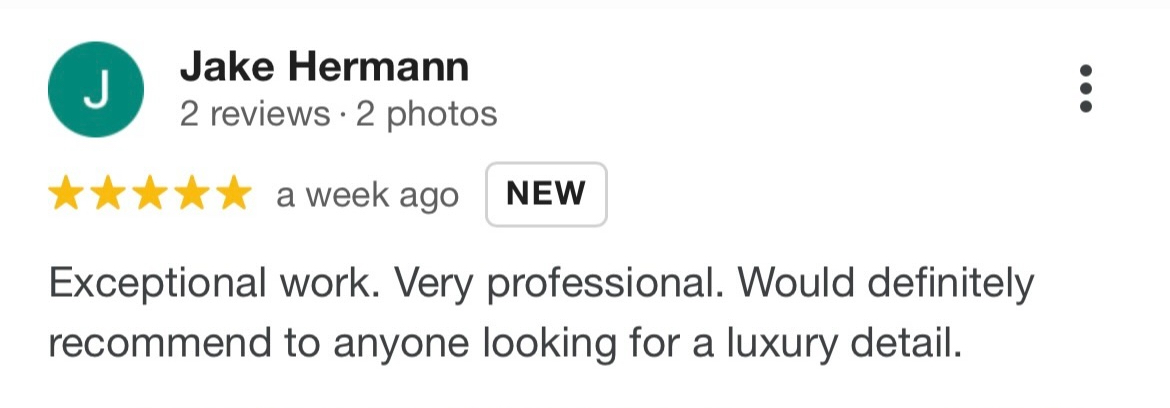 J
Jake Hermann
2 reviews · 2 photos
★★★★★ a week ago NEW
Exceptional work. Very professional. Would definitely
recommend to anyone looking for a luxury detail.